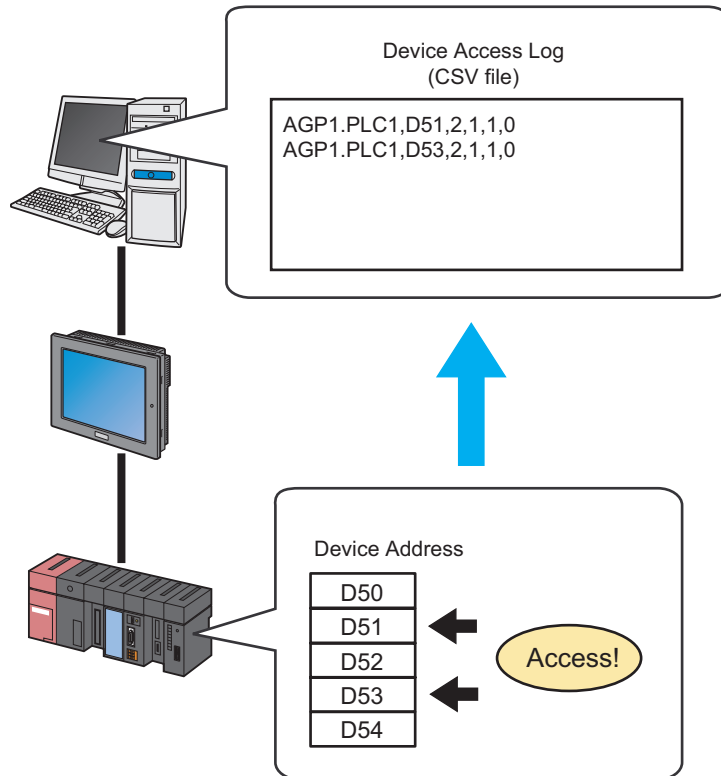 Device Access Log
(CSV file)
AGP1.PLC1,D51,2,1,1,0
AGP1.PLC1,D53,2,1,1,0
Device Address
D50
D51
D52
D53
D54
Access!